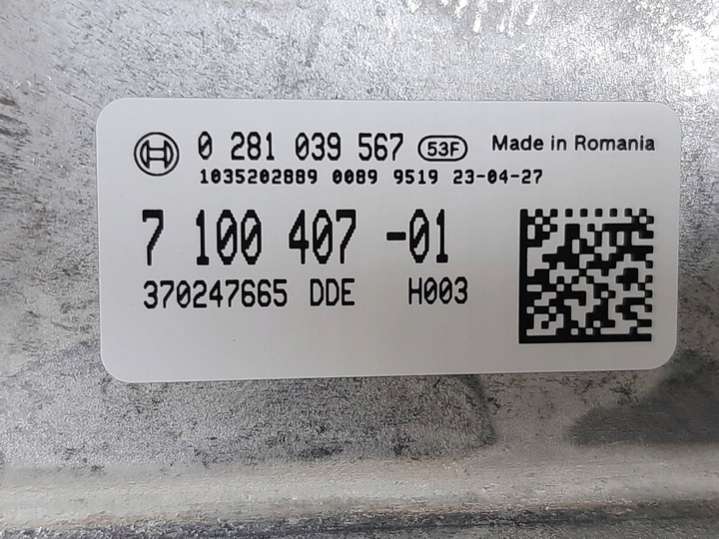 0 281 039 567 53F Made in Romania
1035202889 0089 9519 23-04-27
7 100 407 -01
370247665 DDE H003